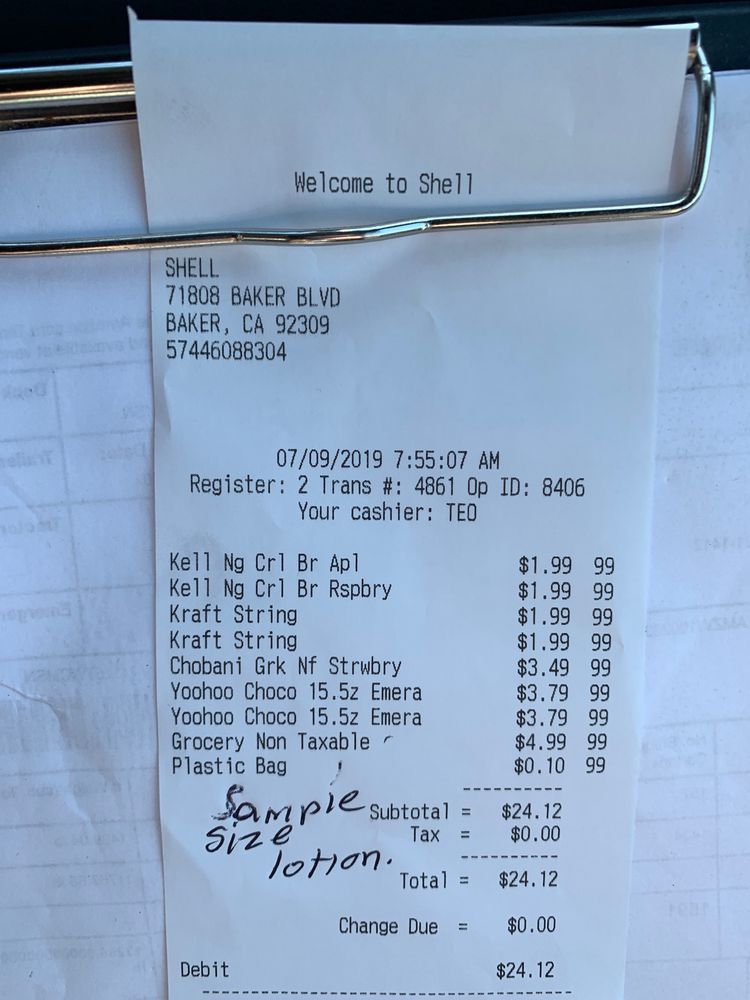 Welcome to Shell
SHELL
71808 BAKER BLVD
BAKER, CA 92309
57446088304
07/09/2019 7:55:07 AM
Register: 2 Trans #: 4861 Op ID: 8406
Your cashier: TEO
Kell Ng Crl Br Apl $1.99 99
Kell Ng Crl Br Rspbry $1.99 99
Kraft String $1.99 99
Kraft String $1.99 99
Chobani Grk Nf Strwbry $3.49 99
Yoohoo Choco 15.5z Emera $3.79 99
Yoohoo Choco 15.5z Emera $3.79 99
Grocery Non Taxable $4.99 99
Plastic Bag $0.10 99
Sample
size
lotion.
Subtotal = $24.12
Tax = $0.00
Total = $24.12
Change Due = $0.00
Debit $24.12